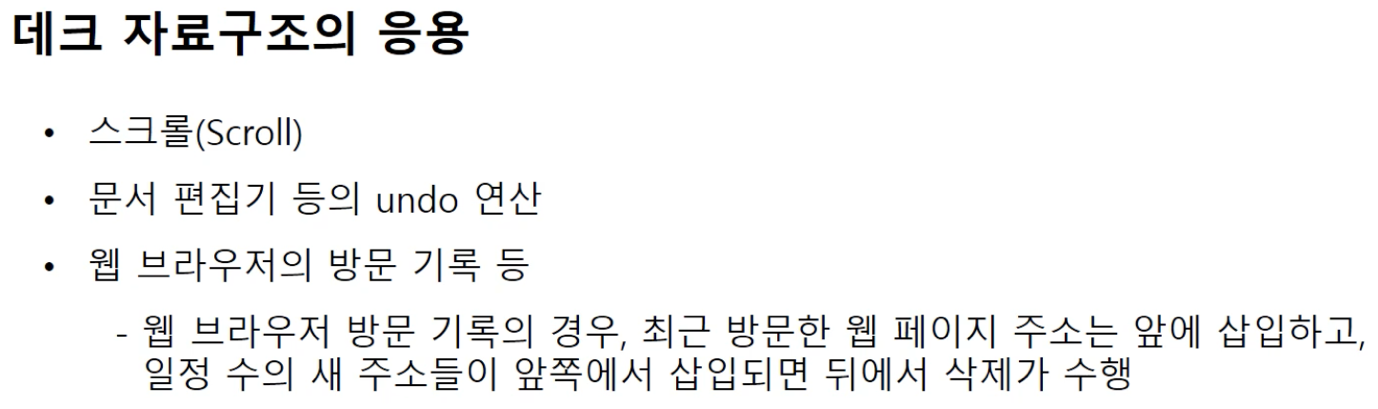 데크 자료구조의 응용
• 스크롤(Scroll)
• 문서 편집기 등의 undo 연산
• 웹 브라우저의 방문 기록 등
- 웹 브라우저 방문 기록의 경우, 최근 방문한 웹 페이지 주소는 앞에 삽입하고,
일정 수의 새 주소들이 앞쪽에서 삽입되면 뒤에서 삭제가 수행